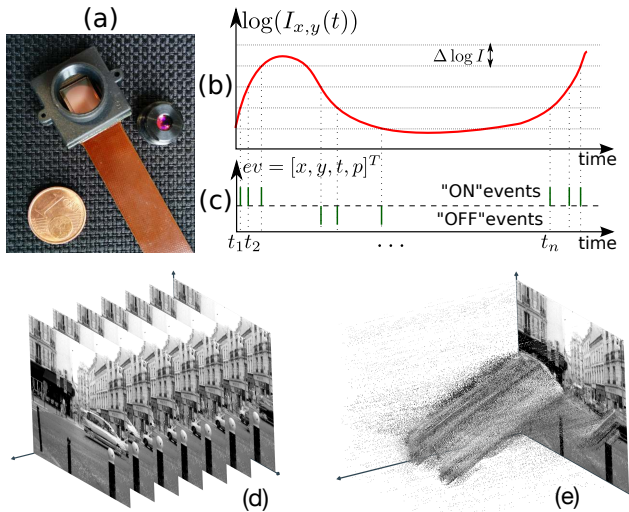 (a)
log(I_{x,y}(t))
Δ log I
(b)
time
ev = [x, y, t, p]^T
(c)
"ON"events
"OFF"events
t_1 t_2 ... t_n
time
(d)
(e)